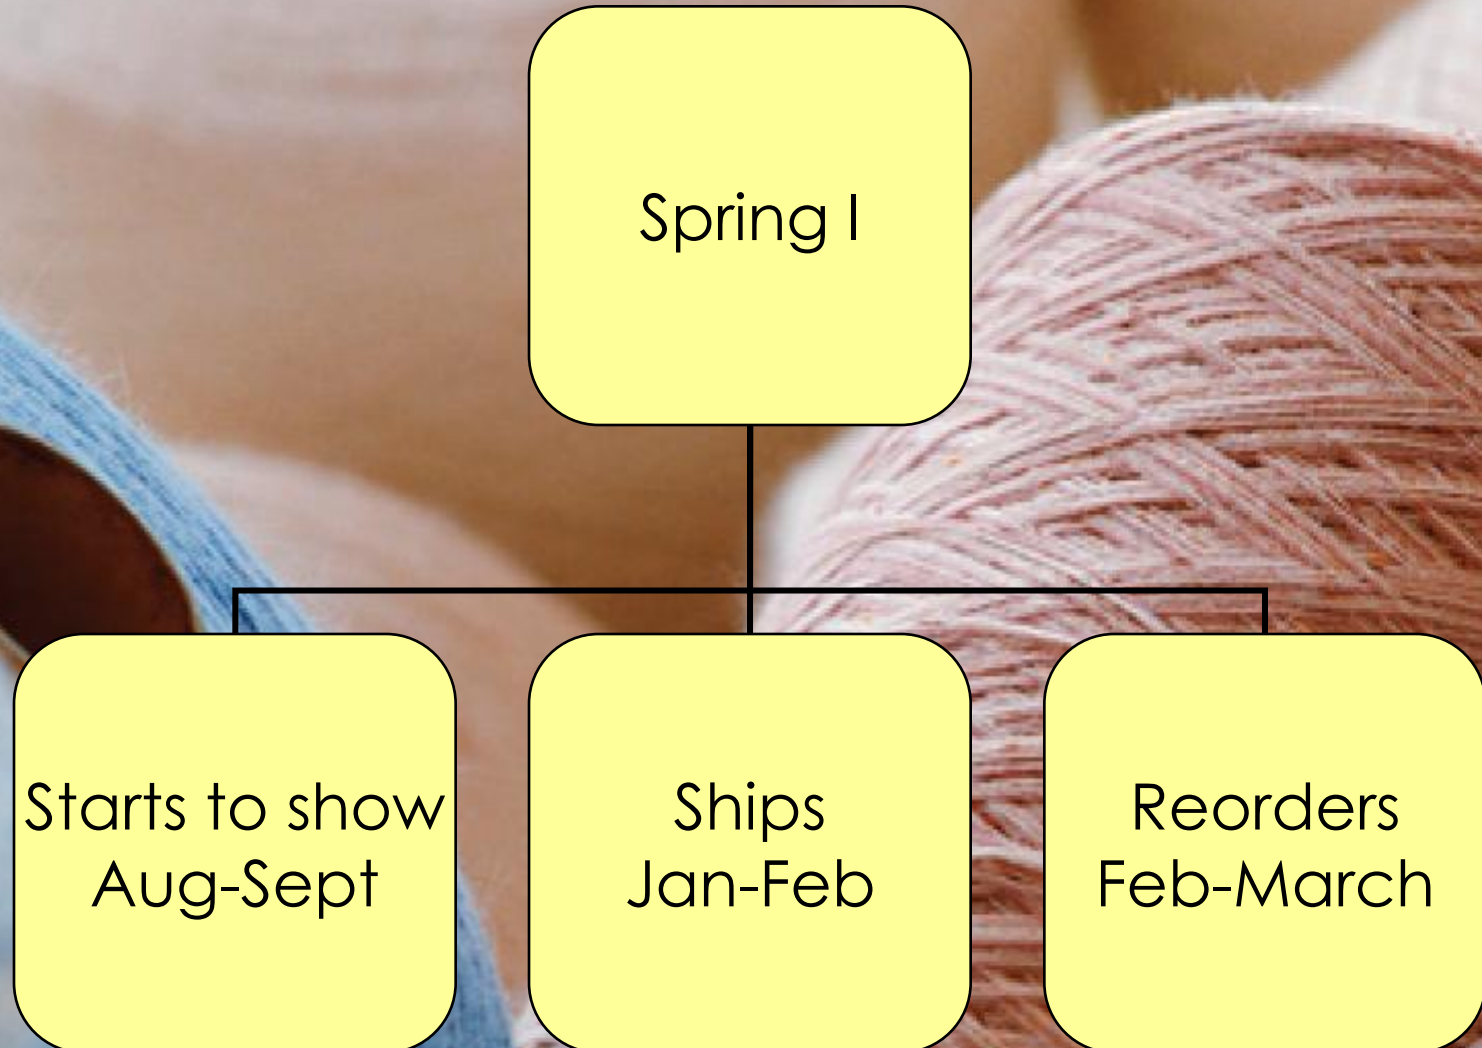 Spring I
Starts to show
Aug-Sept
Ships
Jan-Feb
Reorders
Feb-March